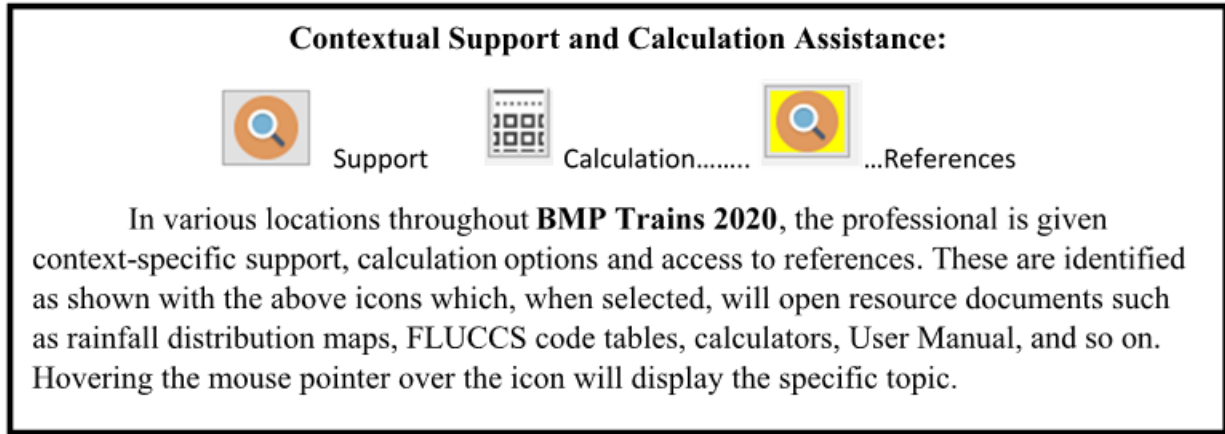 Contextual Support and Calculation Assistance:
Support Calculation…….. …References
In various locations throughout BMP Trains 2020, the professional is given
context-specific support, calculation options and access to references. These are identified
as shown with the above icons which, when selected, will open resource documents such
as rainfall distribution maps, FLUCCS code tables, calculators, User Manual, and so on.
Hovering the mouse pointer over the icon will display the specific topic.